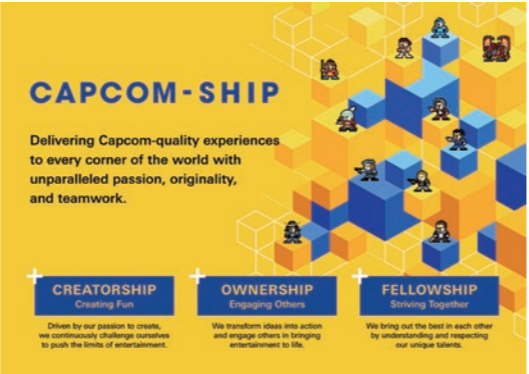 CAPCOM-SHIP
Delivering Capcom-quality experiences
to every corner of the world with
unparalleled passion, originality,
and teamwork.
CREATORSHIP
Creating Fun
Driven by our passion to create,
we continuously challenge ourselves
to push the limits of entertainment.
OWNERSHIP
Engaging Others
We transform ideas into action
and engage others in bringing
entertainment to life.
FELLOWSHIP
Striving Together
We bring out the best in each other
by understanding and respecting
our unique talents.